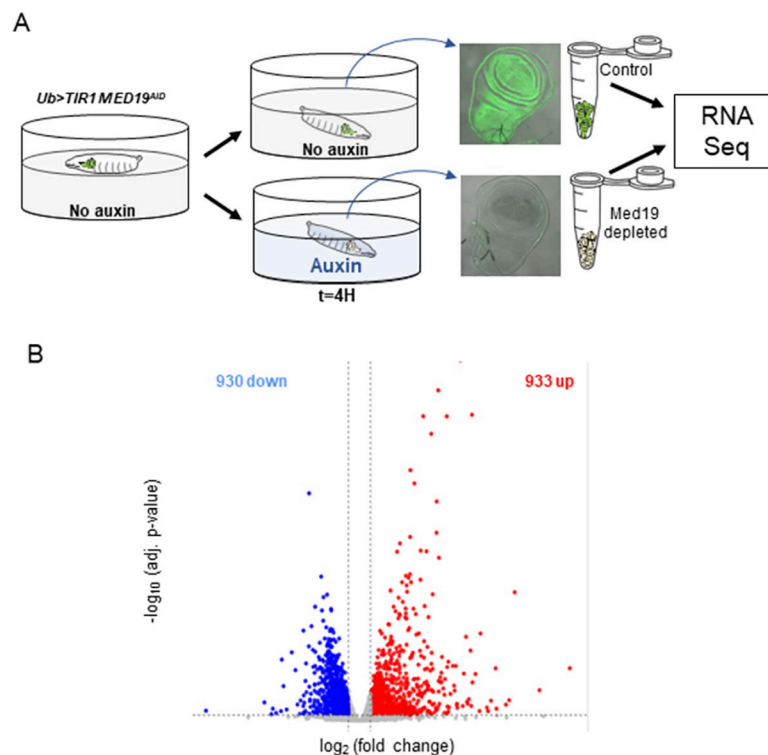 A
Ub>TIR1 MED19ᴬᴵᴰ
No auxin
No auxin
Auxin
t=4H
Control
Med19
depleted
RNA
Seq
B
930 down
933 up
-log₁₀ (adj. p-value)
log₂ (fold change)